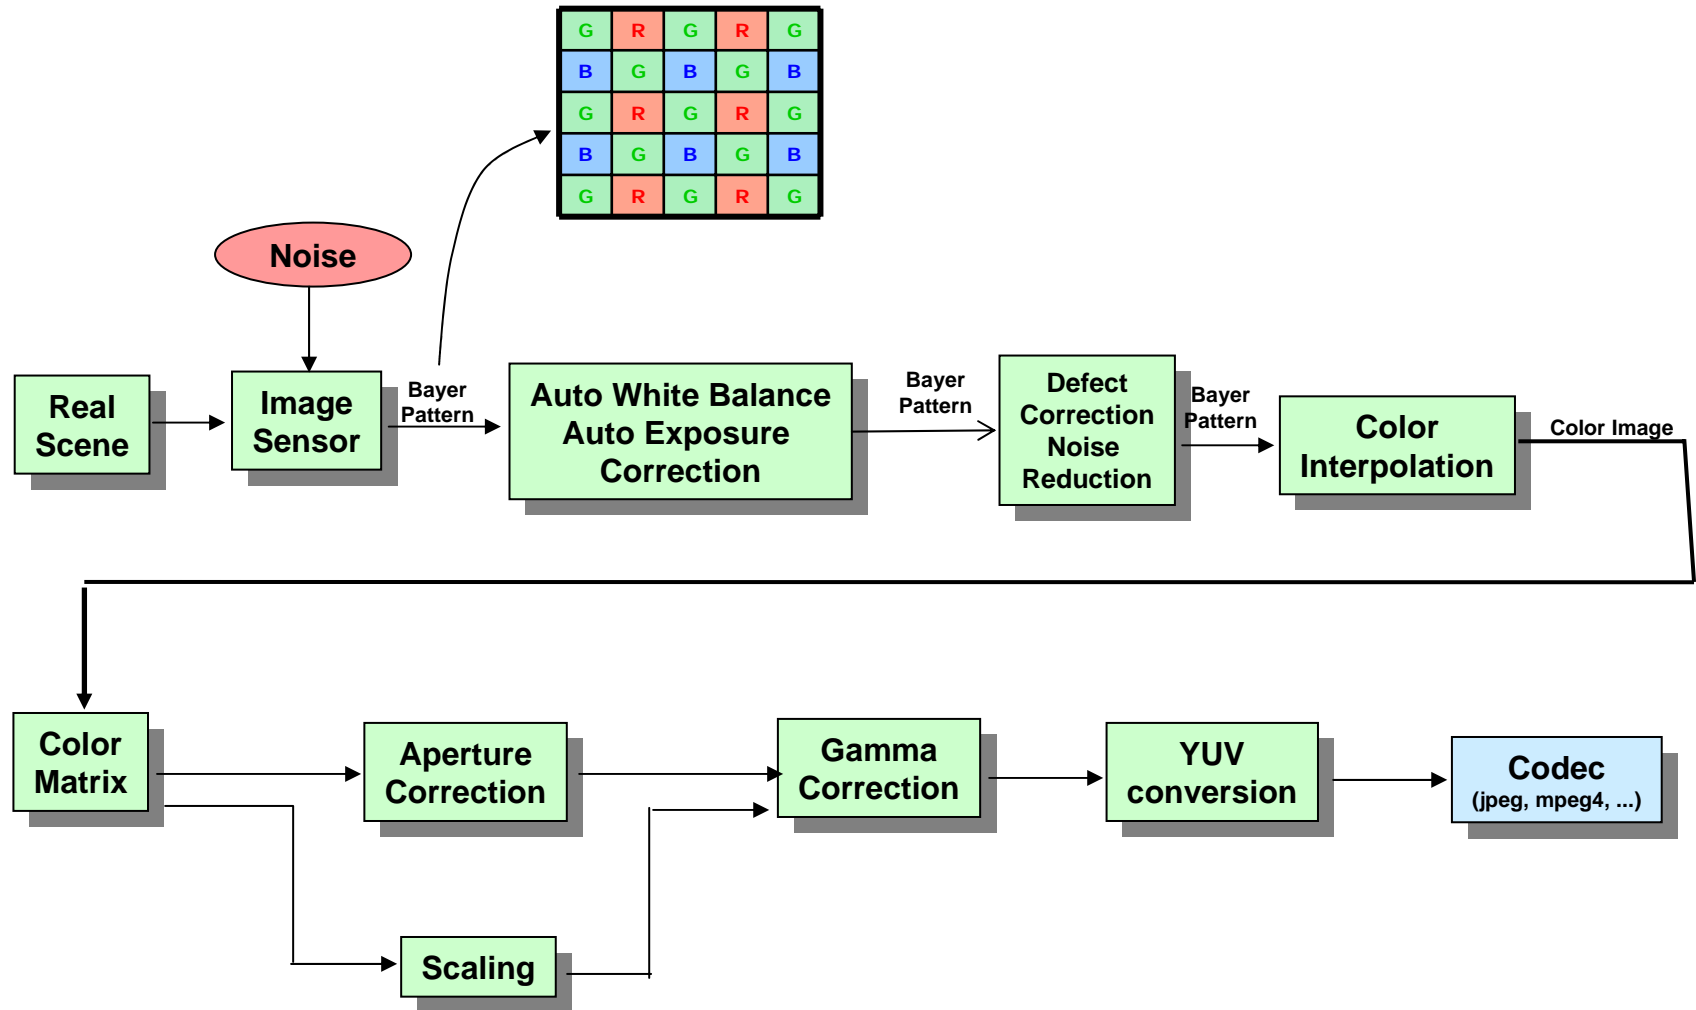 G R G R G
B G B G B
G R G R G
B G B G B
G R G R G
Noise
Real
Scene
Image
Sensor
Bayer
Pattern
Auto White Balance
Auto Exposure
Correction
Bayer
Pattern
Defect
Correction
Noise
Reduction
Bayer
Pattern
Color
Interpolation
Color Image
Color
Matrix
Aperture
Correction
Gamma
Correction
YUV
conversion
Codec
(jpeg, mpeg4, ...)
Scaling